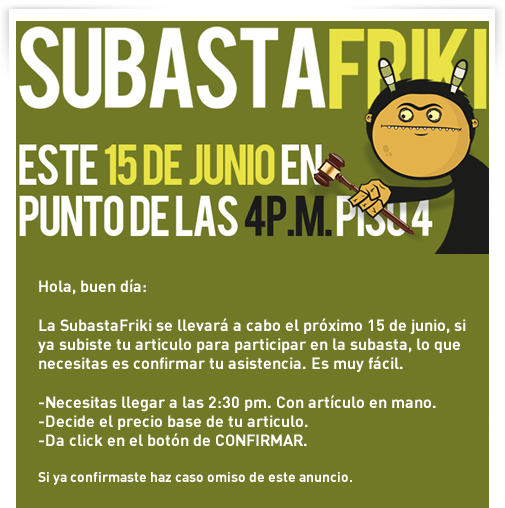 SUBASTAFRIKI
ESTE 15 DE JUNIO EN
PUNTO DE LAS 4P.M. PISO 4
Hola, buen día:
La SubastaFriki se llevará a cabo el próximo 15 de junio, si
ya subiste tu articulo para participar en la subasta, lo que
necesitas es confirmar tu asistencia. Es muy fácil.
-Necesitas llegar a las 2:30 pm. Con artículo en mano.
-Decide el precio base de tu articulo.
-Da click en el botón de CONFIRMAR.
Si ya confirmaste haz caso omiso de este anuncio.